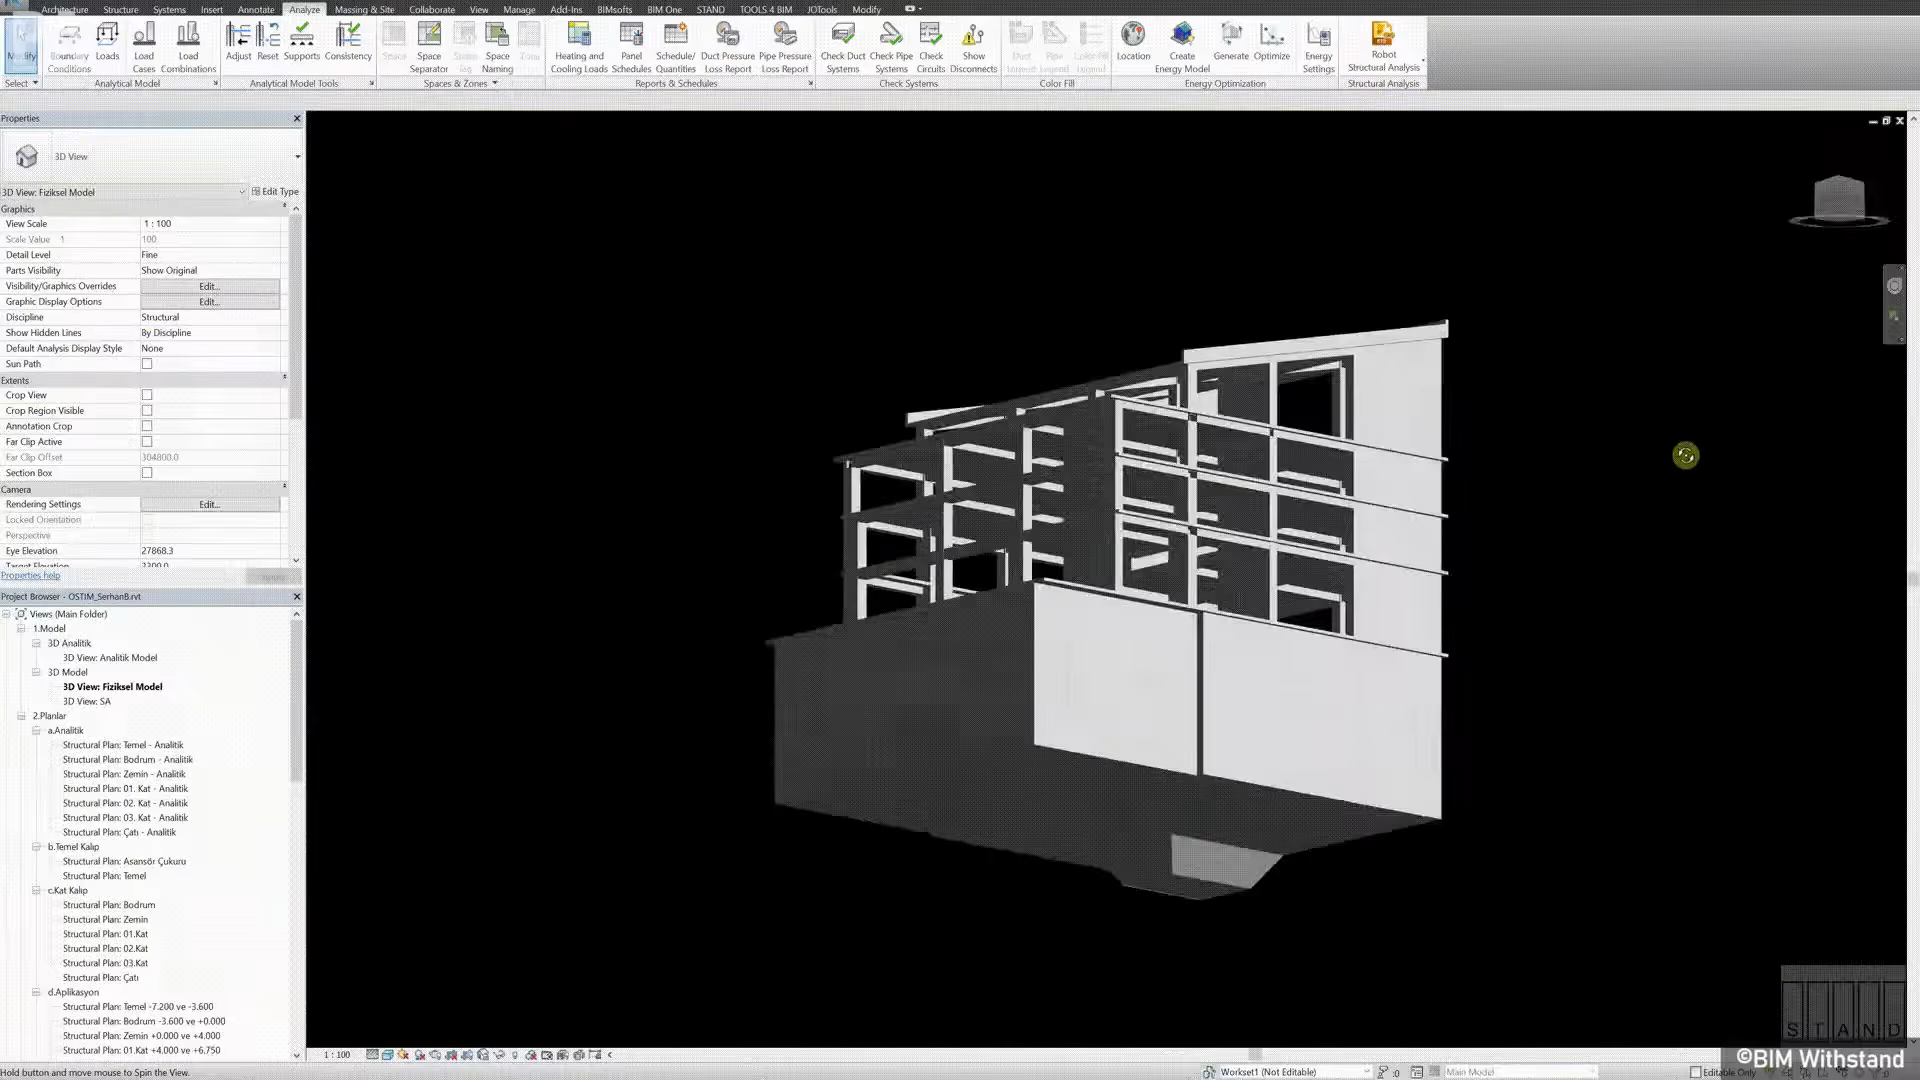 Architecture Structure Systems Insert Annotate Analyze Massing & Site Collaborate View Manage Add-Ins BIMsofts BIM One STAND TOOLS 4 BIM JOTools Modify
Modify Boundary Conditions Loads Load Cases Load Combinations Adjust Reset Supports Consistency Space Space Separator Space Naming Heating and Cooling Loads Panel Schedules Schedule/ Quantities Duct Pressure Loss Report Pipe Pressure Loss Report Check Duct Systems Check Pipe Systems Check Circuits Show Disconnects Duct Legend Pipe Legend Color Fill Legend Location Create Energy Model Generate Optimize Energy Settings Robot Structural Analysis
Select Analytical Model Analytical Model Tools Spaces & Zones Reports & Schedules Check Systems Color Fill Energy Optimization Structural Analysis
Properties
3D View
3D View: Fiziksel Model Edit Type
Graphics
View Scale 1 : 100
Scale Value 1 100
Detail Level Fine
Parts Visibility Show Original
Visibility/Graphics Overrides Edit...
Graphic Display Options Edit...
Discipline Structural
Show Hidden Lines By Discipline
Default Analysis Display Style None
Sun Path
Extents
Crop View
Crop Region Visible
Annotation Crop
Far Clip Active
Far Clip Offset 304800.0
Section Box
Camera
Rendering Settings Edit...
Locked Orientation
Perspective
Eye Elevation 27868.3
Target Elevation 3300.0
Properties help
Project Browser - OSTIM_SerhanB.rvt
Views (Main Folder)
1.Model
3D Analitik
3D View: Analitik Model
3D Model
3D View: Fiziksel Model
3D View: SA
2.Planlar
a.Analitik
Structural Plan: Temel - Analitik
Structural Plan: Bodrum - Analitik
Structural Plan: Zemin - Analitik
Structural Plan: 01. Kat - Analitik
Structural Plan: 02. Kat - Analitik
Structural Plan: 03. Kat - Analitik
Structural Plan: Çatı - Analitik
b.Temel Kalıp
Structural Plan: Asansör Çukuru
Structural Plan: Temel
c.Kat Kalıp
Structural Plan: Bodrum
Structural Plan: Zemin
Structural Plan: 01.Kat
Structural Plan: 02.Kat
Structural Plan: 03.Kat
Structural Plan: Çatı
d.Aplikasyon
Structural Plan: Temel -7.200 ve -3.600
Structural Plan: Bodrum -3.600 ve +0.000
Structural Plan: Zemin +0.000 ve +4.000
Structural Plan: 01.Kat +4.000 ve +6.750
1 : 100
STAND
©BIM Withstand
Hold button and move mouse to Spin the View. Workset1 (Not Editable) :0 Main Model Editable Only